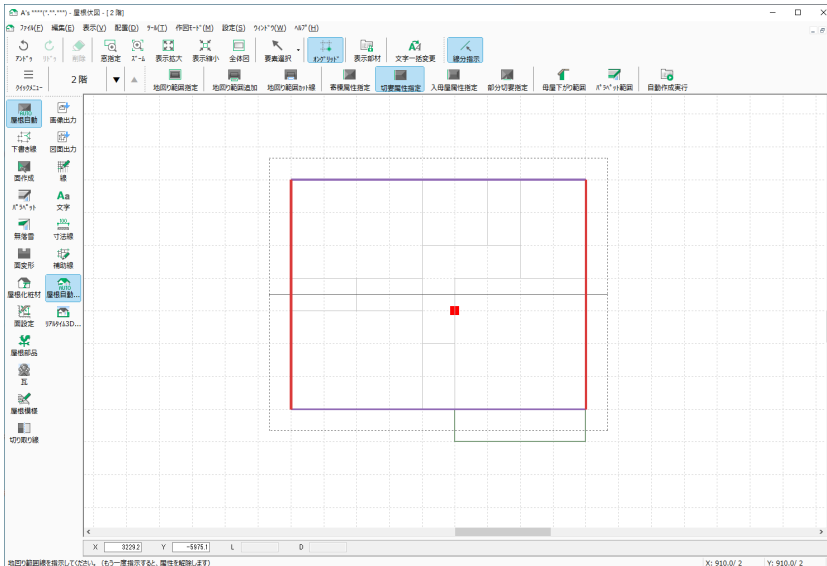 A's ****(*.**.***) - 屋根伏図 - [2階]
ﾌｧｲﾙ(F) 編集(E) 表示(V) 配置(D) ﾂｰﾙ(T) 作図ﾓｰﾄﾞ(M) 設定(S) ｳｨﾝﾄﾞｳ(W) ﾍﾙﾌﾟ(H)
ｱﾝﾄﾞｩ ﾘﾄﾞｩ 削除 窓指定 ｽﾞｰﾑ 表示拡大 表示縮小 全体図 要素選択 ｵﾝｸﾞﾘｯﾄﾞ 表示部材 文字一括変更 線分指示
ｸｲｯｸﾒﾆｭｰ 2階 地回り範囲指定 地回り範囲追加 地回り範囲ｶｯﾄ線 寄棟属性指定 切妻属性指定 入母屋属性指定 部分切妻指定 母屋下がり範囲 ﾊﾟﾗﾍﾟｯﾄ範囲 自動作成実行
屋根自動 画像出力
下書き線 図面出力
面作成 線
ﾊﾟﾗﾍﾟｯﾄ 文字
無落雪 寸法線
面変形 補助線
屋根化粧材 屋根自動...
面設定 ﾘｱﾙﾀｲﾑ3D...
屋根部品
瓦
屋根模様
切り取り線
X 3229.2 Y -5975.1 L D
地回り範囲線を指示してください。 (もう一度指示すると、属性を解除します) X: 910.0/ 2 Y: 910.0/ 2